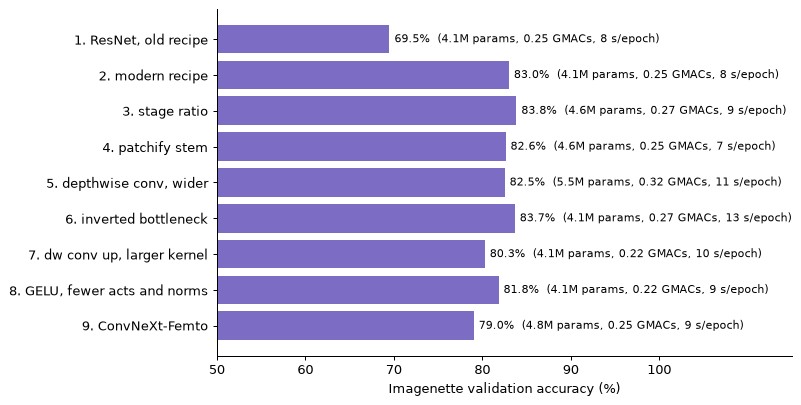 1. ResNet, old recipe 69.5% (4.1M params, 0.25 GMACs, 8 s/epoch)
2. modern recipe 83.0% (4.1M params, 0.25 GMACs, 8 s/epoch)
3. stage ratio 83.8% (4.6M params, 0.27 GMACs, 9 s/epoch)
4. patchify stem 82.6% (4.6M params, 0.25 GMACs, 7 s/epoch)
5. depthwise conv, wider 82.5% (5.5M params, 0.32 GMACs, 11 s/epoch)
6. inverted bottleneck 83.7% (4.1M params, 0.27 GMACs, 13 s/epoch)
7. dw conv up, larger kernel 80.3% (4.1M params, 0.22 GMACs, 10 s/epoch)
8. GELU, fewer acts and norms 81.8% (4.1M params, 0.22 GMACs, 9 s/epoch)
9. ConvNeXt-Femto 79.0% (4.8M params, 0.25 GMACs, 9 s/epoch)
50 60 70 80 90 100
Imagenette validation accuracy (%)